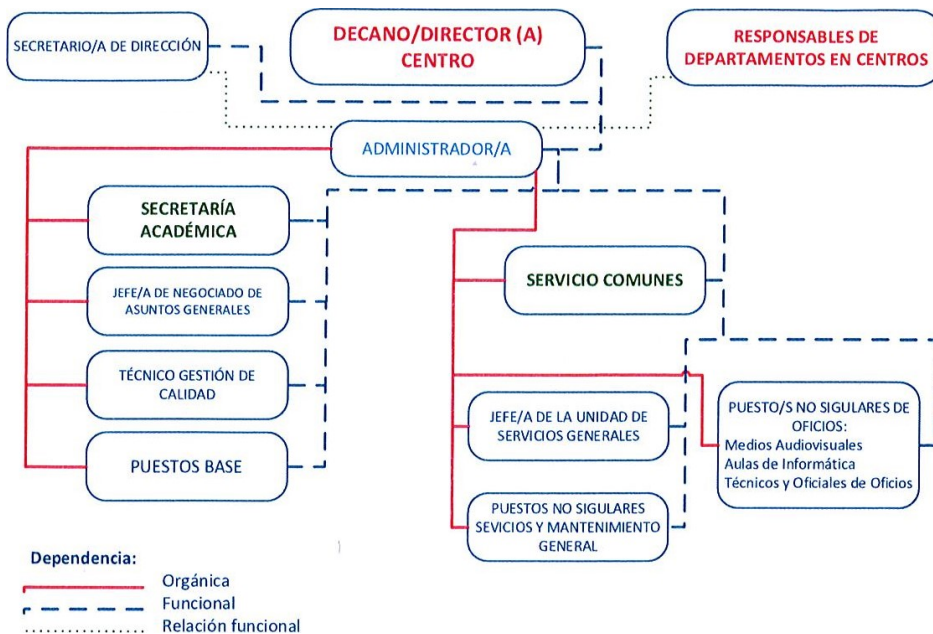 SECRETARIO/A DE DIRECCIÓN
DECANO/DIRECTOR (A)
CENTRO
RESPONSABLES DE
DEPARTAMENTOS EN CENTROS
ADMINISTRADOR/A
SECRETARÍA
ACADÉMICA
JEFE/A DE NEGOCIADO DE
ASUNTOS GENERALES
TÉCNICO GESTIÓN DE
CALIDAD
PUESTOS BASE
SERVICIO COMUNES
JEFE/A DE LA UNIDAD DE
SERVICIOS GENERALES
PUESTOS NO SIGULARES
SEVICIOS Y MANTENIMIENTO
GENERAL
PUESTO/S NO SIGULARES DE
OFICIOS:
Medios Audiovisuales
Aulas de Informática
Técnicos y Oficiales de Oficios
Dependencia:
Orgánica
Funcional
Relación funcional